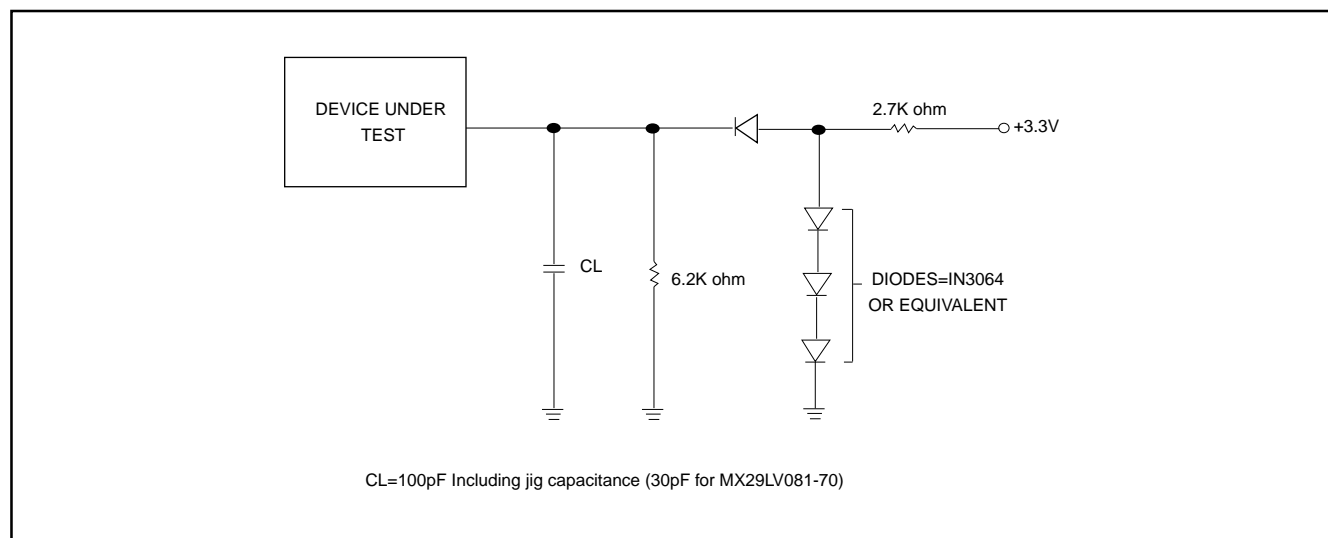 DEVICE UNDER
TEST
2.7K ohm
+3.3V
CL
6.2K ohm
DIODES=IN3064
OR EQUIVALENT
CL=100pF Including jig capacitance (30pF for MX29LV081-70)